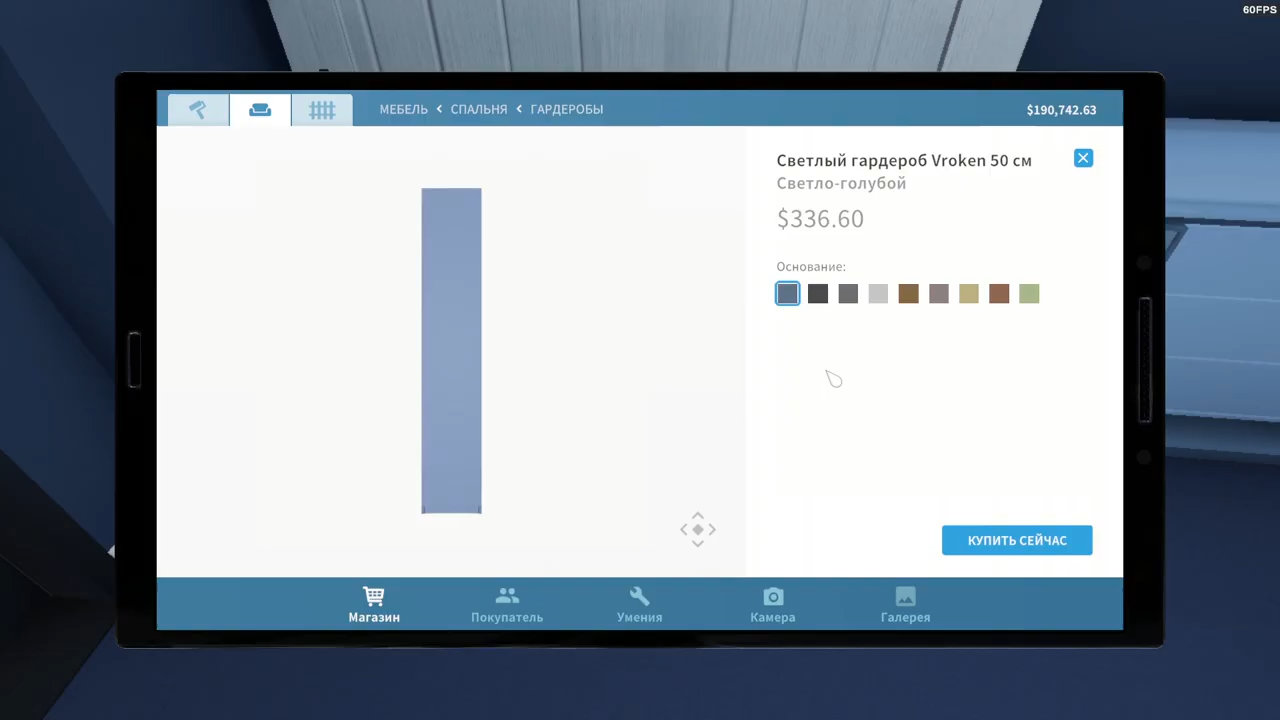 60FPS
МЕБЕЛЬ < СПАЛЬНЯ < ГАРДЕРОБЫ
$190,742.63
Светлый гардероб Vroken 50 см
Светло-голубой
$336.60
Основание:
КУПИТЬ СЕЙЧАС
Магазин
Покупатель
Умения
Камера
Галерея